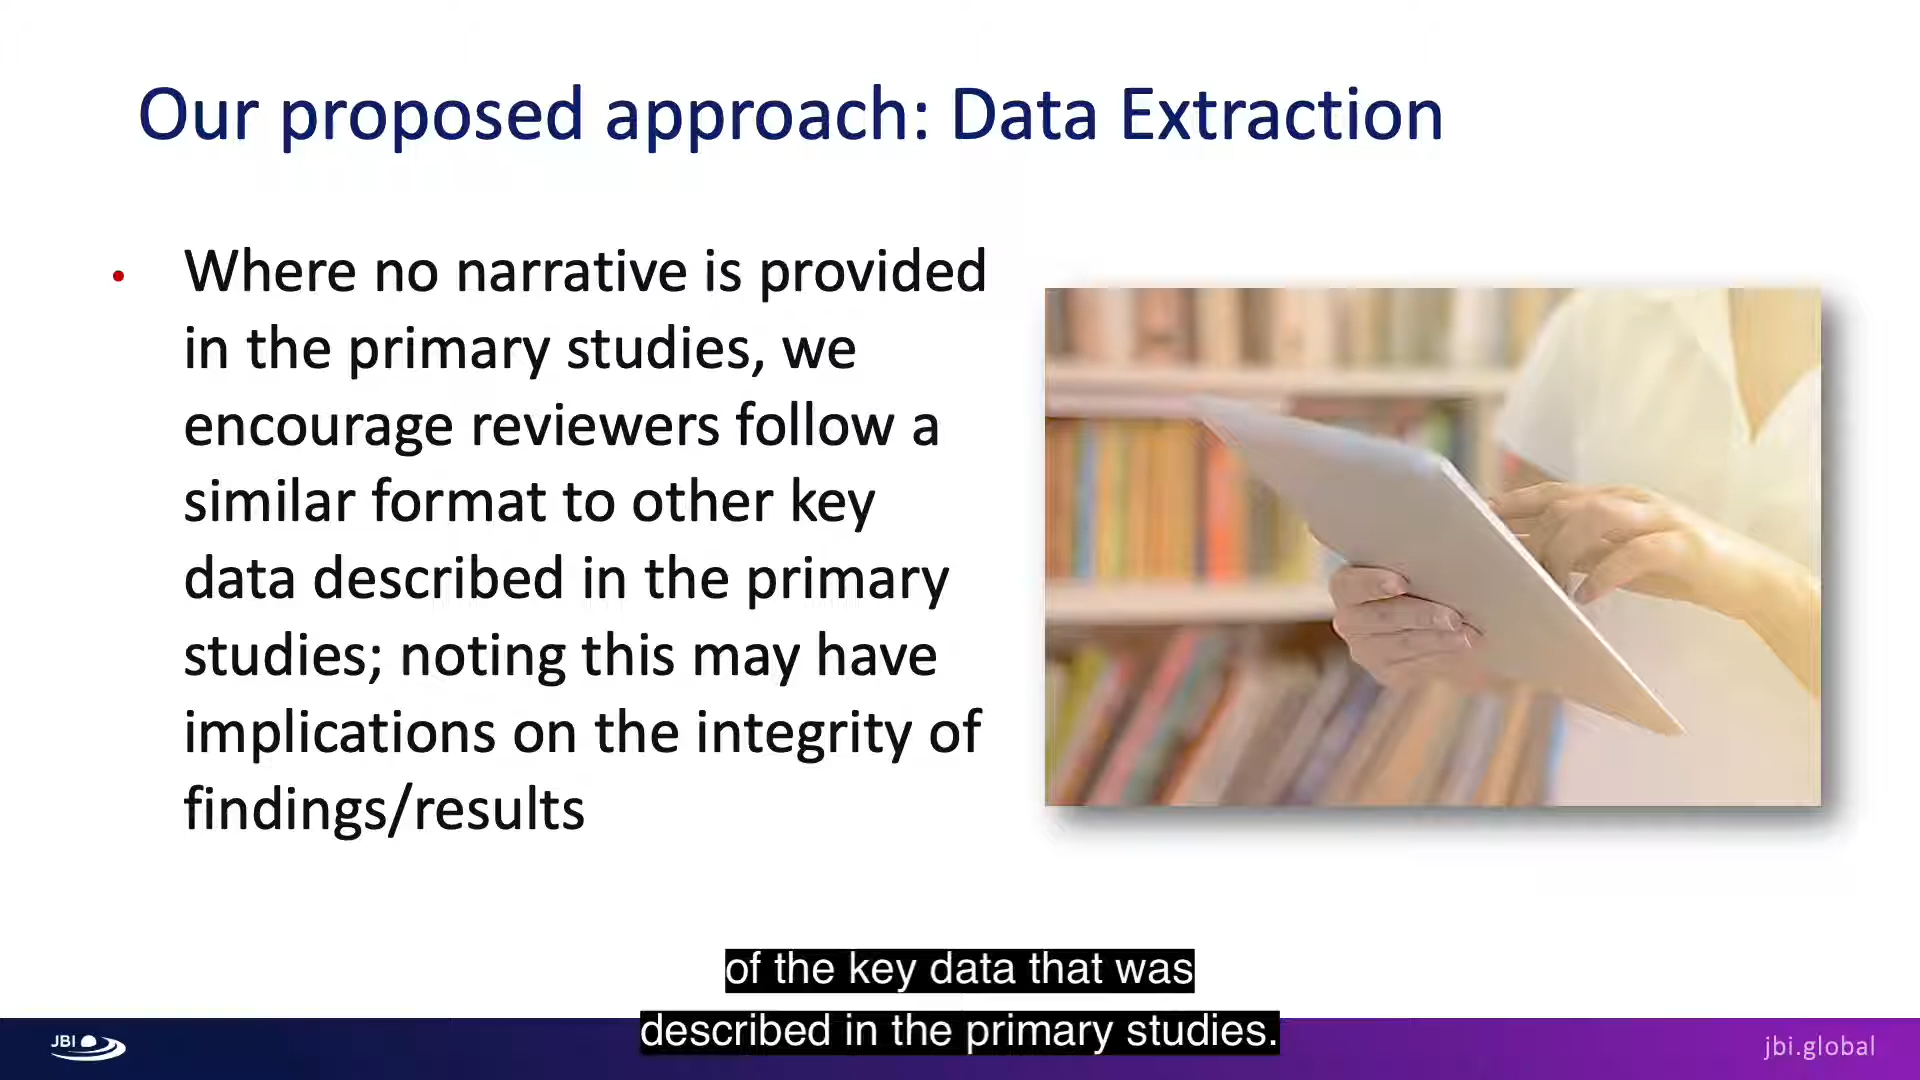 Our proposed approach: Data Extraction
• Where no narrative is provided
in the primary studies, we
encourage reviewers follow a
similar format to other key
data described in the primary
studies; noting this may have
implications on the integrity of
findings/results
of the key data that was
described in the primary studies.
JBI
jbi.global